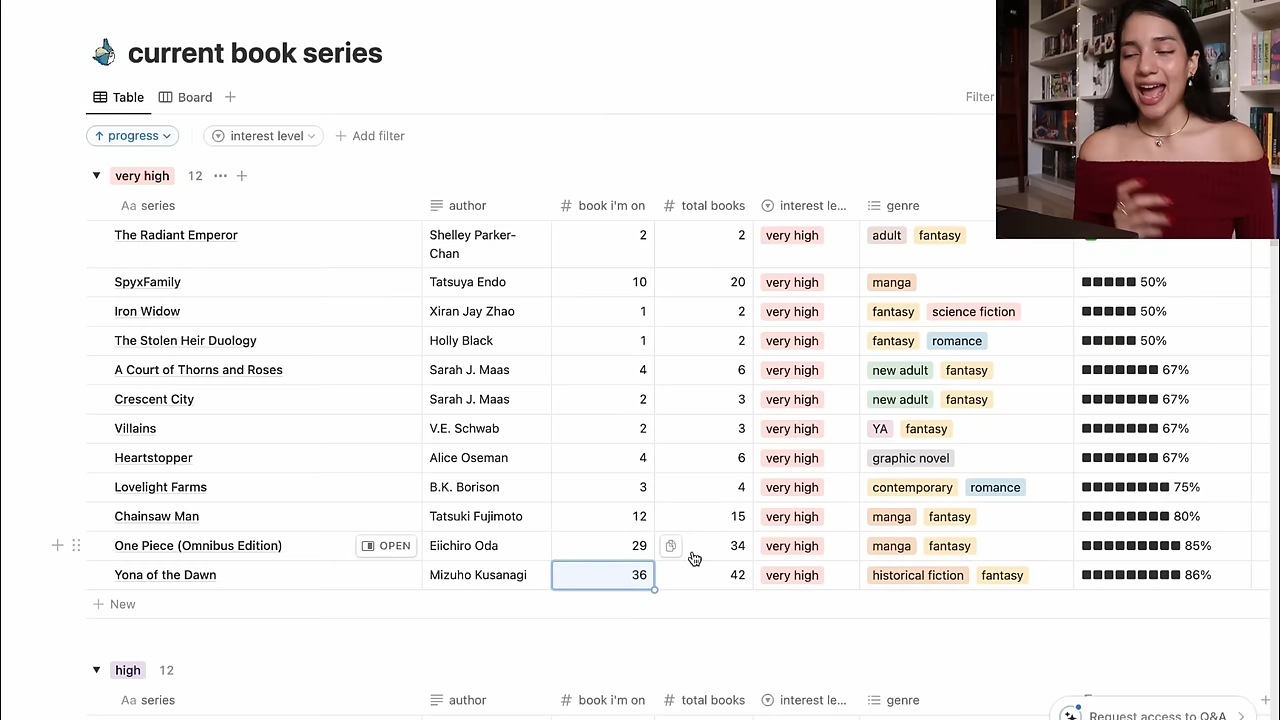 current book series
Table Board
Filter
progress interest level Add filter
very high 12
Aa series author # book i'm on # total books interest le... genre
The Radiant Emperor Shelley Parker-Chan 2 2 very high adult fantasy
SpyxFamily Tatsuya Endo 10 20 very high manga 50%
Iron Widow Xiran Jay Zhao 1 2 very high fantasy science fiction 50%
The Stolen Heir Duology Holly Black 1 2 very high fantasy romance 50%
A Court of Thorns and Roses Sarah J. Maas 4 6 very high new adult fantasy 67%
Crescent City Sarah J. Maas 2 3 very high new adult fantasy 67%
Villains V.E. Schwab 2 3 very high YA fantasy 67%
Heartstopper Alice Oseman 4 6 very high graphic novel 67%
Lovelight Farms B.K. Borison 3 4 very high contemporary romance 75%
Chainsaw Man Tatsuki Fujimoto 12 15 very high manga fantasy 80%
One Piece (Omnibus Edition) OPEN Eiichiro Oda 29 34 very high manga fantasy 85%
Yona of the Dawn Mizuho Kusanagi 36 42 very high historical fiction fantasy 86%
New
high 12
Aa series author # book i'm on # total books interest le... genre
Request access to Q&A